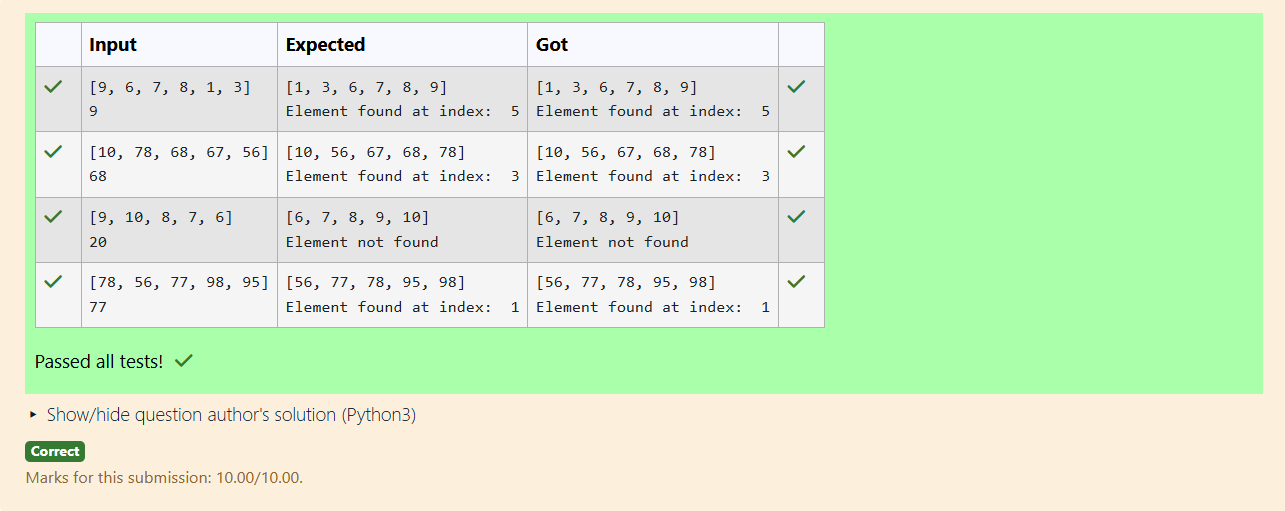 Input Expected Got
[9, 6, 7, 8, 1, 3] [1, 3, 6, 7, 8, 9] [1, 3, 6, 7, 8, 9]
9 Element found at index:  5 Element found at index:  5
[10, 78, 68, 67, 56] [10, 56, 67, 68, 78] [10, 56, 67, 68, 78]
68 Element found at index:  3 Element found at index:  3
[9, 10, 8, 7, 6] [6, 7, 8, 9, 10] [6, 7, 8, 9, 10]
20 Element not found Element not found
[78, 56, 77, 98, 95] [56, 77, 78, 95, 98] [56, 77, 78, 95, 98]
77 Element found at index:  1 Element found at index:  1
Passed all tests!
Show/hide question author's solution (Python3)
Correct
Marks for this submission: 10.00/10.00.